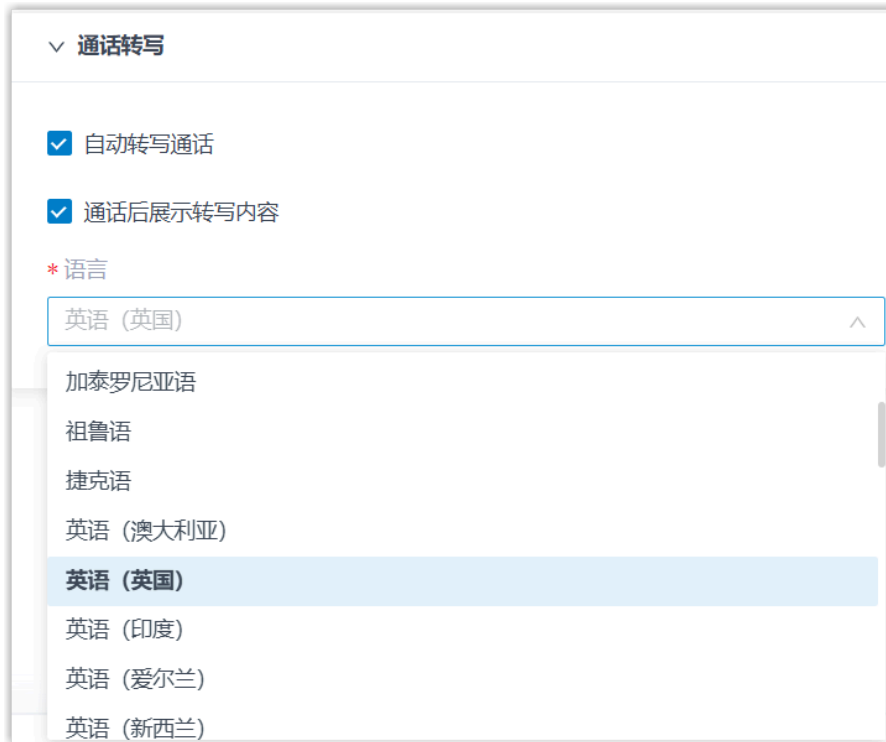 通话转写
自动转写通话
通话后展示转写内容
* 语言
英语（英国）
加泰罗尼亚语
祖鲁语
捷克语
英语（澳大利亚）
英语（英国）
英语（印度）
英语（爱尔兰）
英语（新西兰）